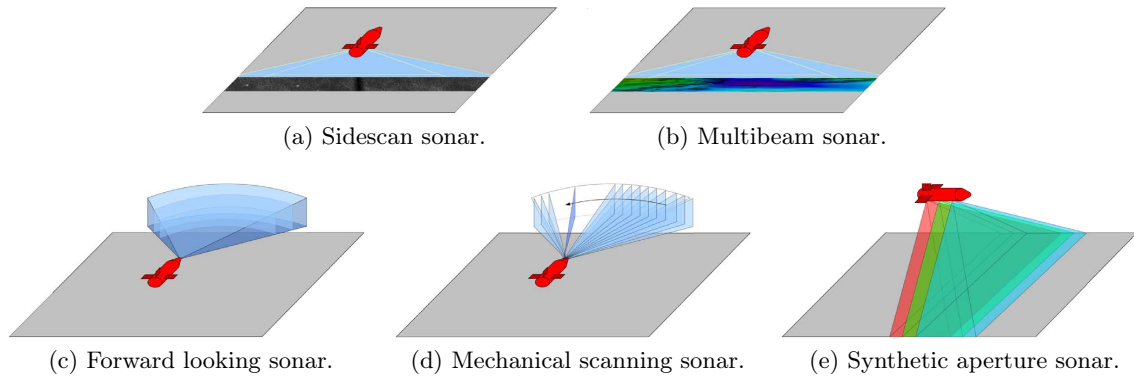 (a) Sidescan sonar.
(b) Multibeam sonar.
(c) Forward looking sonar.
(d) Mechanical scanning sonar.
(e) Synthetic aperture sonar.